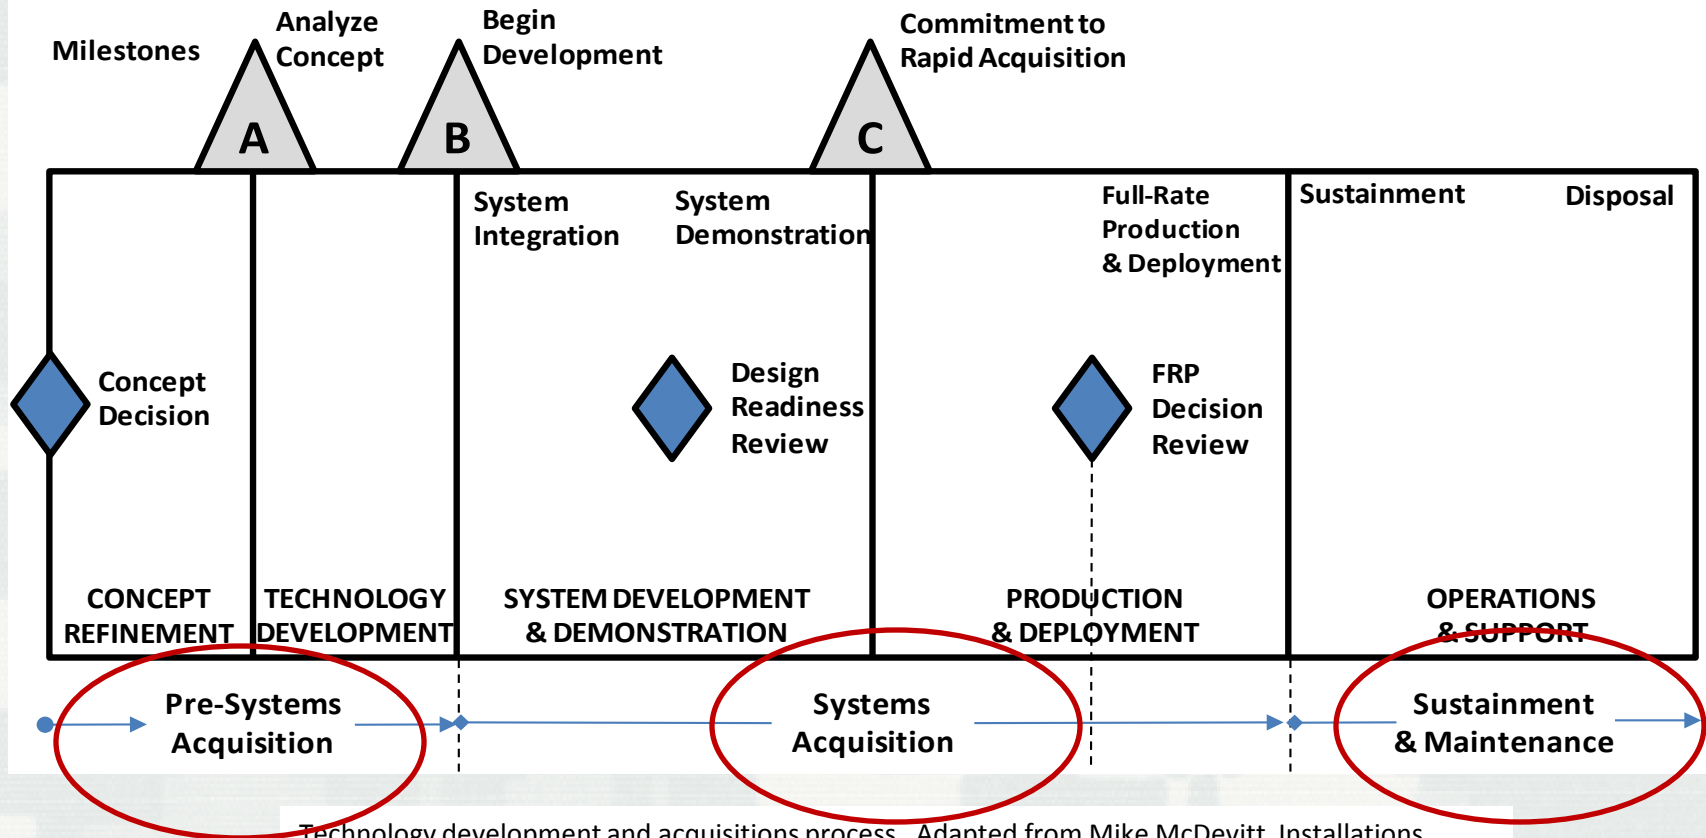 Milestones
Analyze
Concept
Begin
Development
Commitment to
Rapid Acquisition
A
B
C
System
Integration
System
Demonstration
Full-Rate
Production
& Deployment
Sustainment
Disposal
Concept
Decision
Design
Readiness
Review
FRP
Decision
Review
CONCEPT
REFINEMENT
TECHNOLOGY
DEVELOPMENT
SYSTEM DEVELOPMENT
& DEMONSTRATION
PRODUCTION
& DEPLOYMENT
OPERATIONS
& SUPPORT
Pre-Systems
Acquisition
Systems
Acquisition
Sustainment
& Maintenance
Technology development and acquisitions process. Adapted from Mike McDevitt, Installations